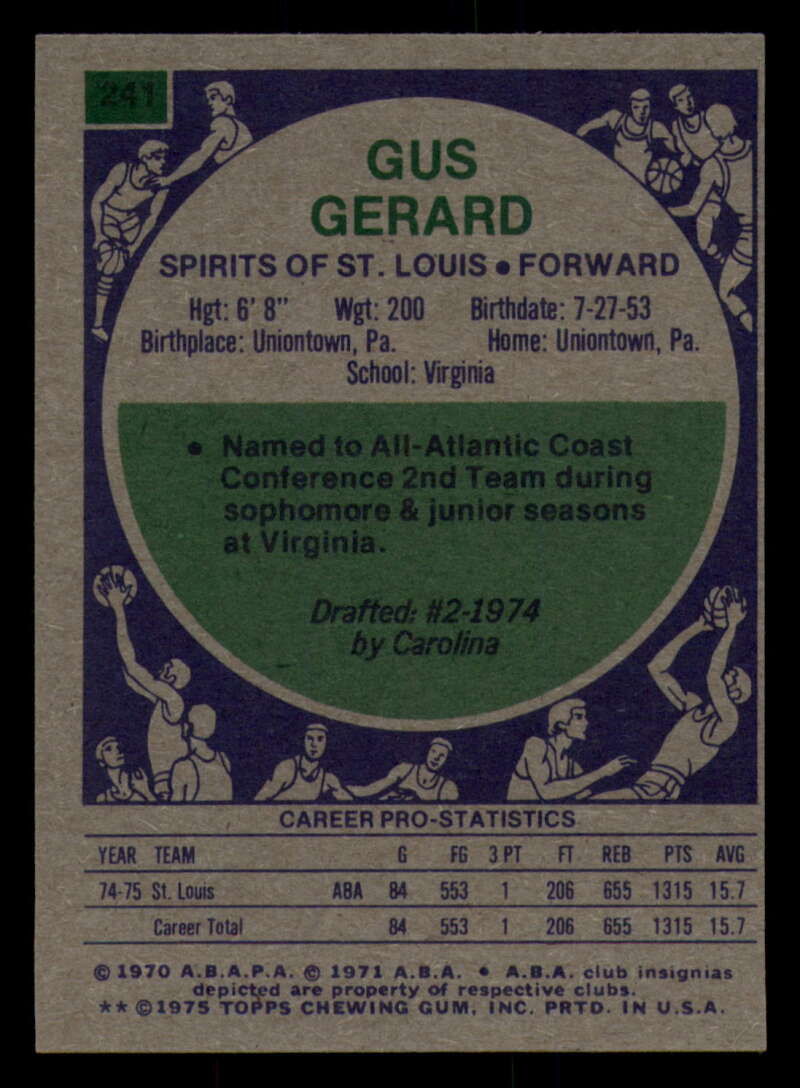 241
GUS
GERARD
SPIRITS OF ST. LOUIS • FORWARD
Hgt: 6' 8" Wgt: 200 Birthdate: 7-27-53
Birthplace: Uniontown, Pa. Home: Uniontown, Pa.
School: Virginia
• Named to All-Atlantic Coast
Conference 2nd Team during
sophomore & junior seasons
at Virginia.
Drafted: #2-1974
by Carolina
CAREER PRO-STATISTICS
YEAR TEAM G FG 3 PT FT REB PTS AVG
74-75 St. Louis ABA 84 553 1 206 655 1315 15.7
Career Total 84 553 1 206 655 1315 15.7
© 1970 A.B.A.P.A. © 1971 A.B.A. • A.B.A. club insignias
depicted are property of respective clubs.
** ©1975 TOPPS CHEWING GUM, INC. PRTD. IN U.S.A.